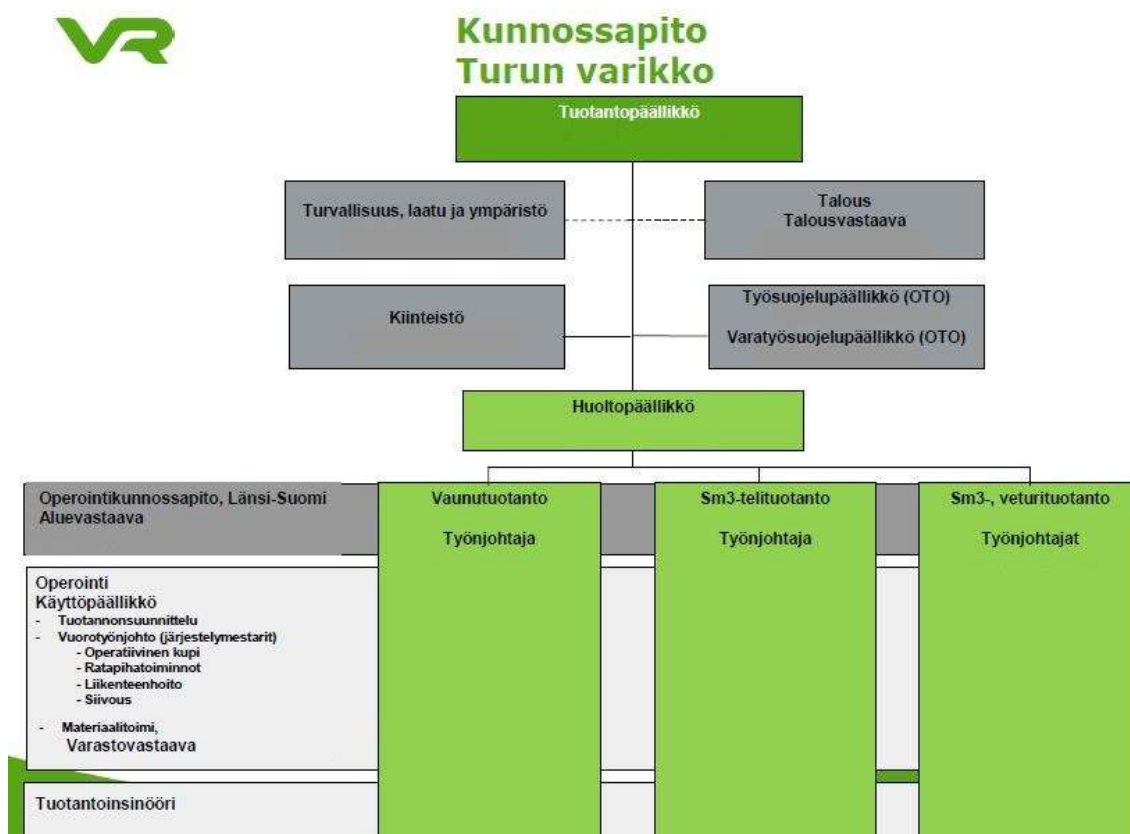 VR
Kunnossapito
Turun varikko
Tuotantopäällikkö
Turvallisuus, laatu ja ympäristö
Talous
Talousvastaava
Kiinteistö
Työsuojelupäällikkö (OTO)
Varatyösuojelupäällikkö (OTO)
Huoltopäällikkö
Operointikunnossapito, Länsi-Suomi
Aluevastaava
Vaunutuotanto
Työnjohtaja
Sm3-telituotanto
Työnjohtaja
Sm3-, veturituotanto
Työnjohtajat
Operointi
Käyttöpäällikkö
- Tuotannonsuunnittelu
- Vuorotyönjohto (järjestelymestarit)
- Operatiivinen kupi
- Ratapihatoiminnot
- Liikenteenhoito
- Siivous
- Materiaalitoimi,
Varastovastaava
Tuotantoinsinööri